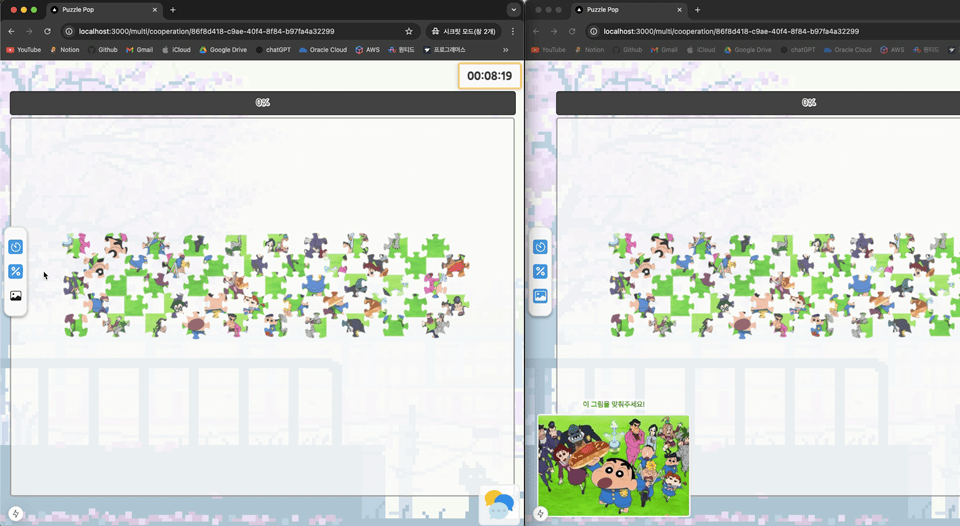 Puzzle Pop
localhost:3000/multi/cooperation/86f8d418-c9ae-40f4-8f84-b97fa4a32299
시크릿 모드(창 2개)
YouTube Notion Github Gmail iCloud Google Drive chatGPT Oracle Cloud AWS 원티드 프로그래머스 »
00:08:19
0%
Puzzle Pop
localhost:3000/multi/cooperation/86f8d418-c9ae-40f4-8f84-b97fa4a32299
YouTube Notion Github Gmail iCloud Google Drive chatGPT Oracle Cloud AWS 원티드
0%
이 그림을 맞춰주세요!